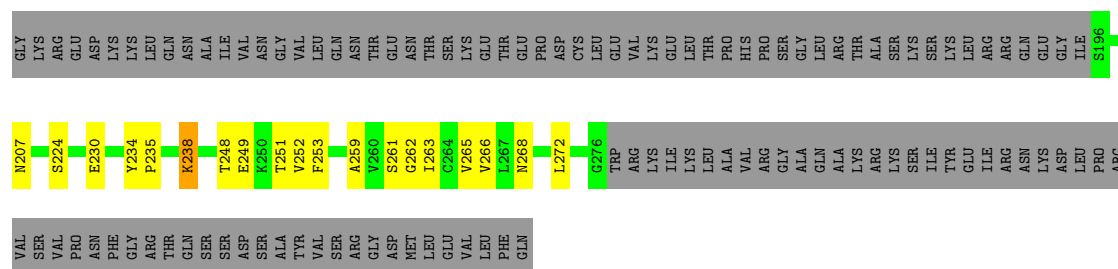 GLY LYS ARG GLU ASP LYS LYS LEU GLN ASN ALA ILE VAL ASN GLY VAL LEU GLN ASN THR GLU ASN THR SER LYS GLU THR GLU PRO ASP CYS LEU GLU VAL LYS GLU LEU THR PRO HIS PRO SER GLY LEU ARG THR ALA SER LYS SER LYS LEU ARG ARG GLN GLU GLY ILE S196
N207 S224 E230 Y234 P235 K238 T248 E249 K250 T251 V252 F253 A259 V260 S261 G262 I263 C264 V265 V266 L267 N268 L272 G276 TRP ARG LYS ILE LYS LEU ALA VAL ARG GLY ALA GLN ALA LYS ARG LYS SER ILE TYR GLU ILE ARG ASN LYS ASP LEU PRO ARG
VAL SER VAL PRO ASN PHE GLY ARG THR GLN SER SER ASP SER ALA TYR VAL SER ARG GLY ASP MET LEU GLU VAL LEU PHE GLN